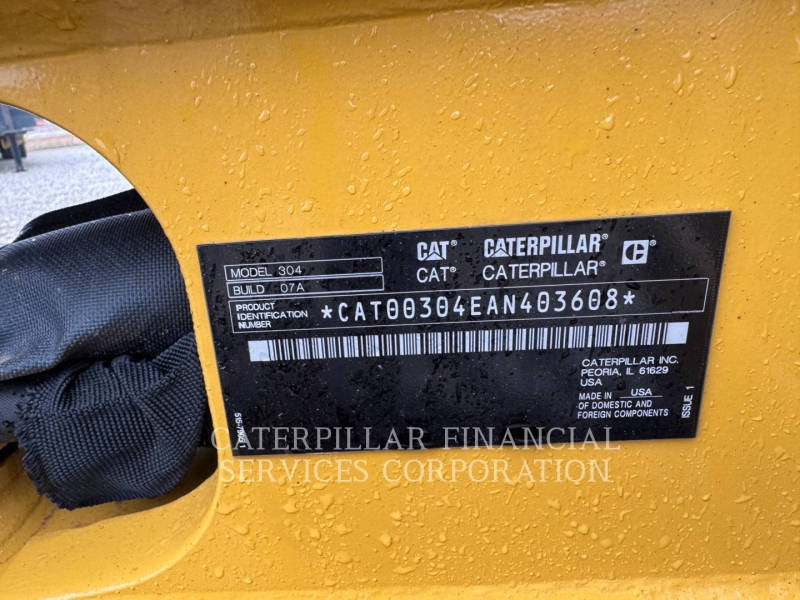 CAT® CATERPILLAR® C®
CAT® CATERPILLAR®
MODEL 304
BUILD 07A
PRODUCT IDENTIFICATION NUMBER *CAT00304EAN403608*
CATERPILLAR INC.
PEORIA, IL 61629
USA
MADE IN USA
OF DOMESTIC AND
FOREIGN COMPONENTS
ISSUE 1
CATERPILLAR FINANCIAL
SERVICES CORPORATION